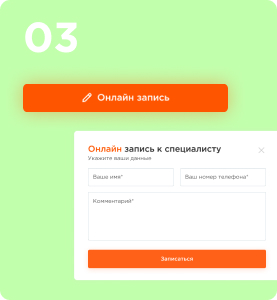 03
Онлайн запись
Онлайн запись к специалисту
Укажите ваши данные
Ваше имя*
Ваш номер телефона*
Комментарий*
Записаться